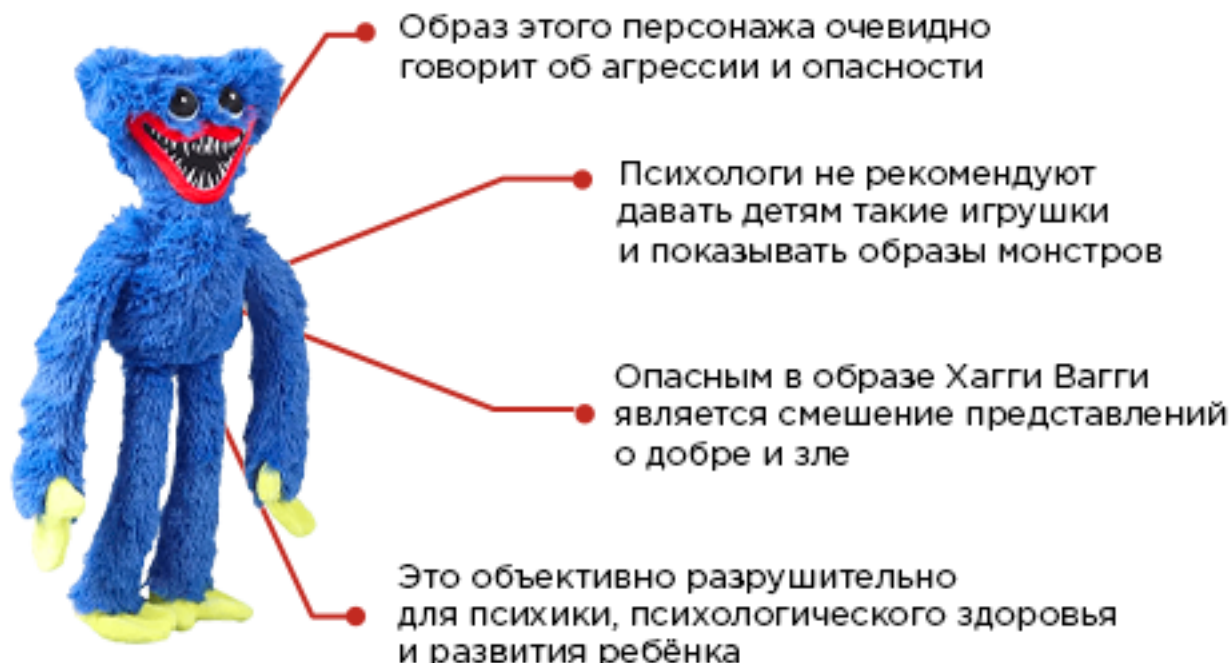 Образ этого персонажа очевидно
говорит об агрессии и опасности
Психологи не рекомендуют
давать детям такие игрушки
и показывать образы монстров
Опасным в образе Хагги Вагги
является смешение представлений
о добре и зле
Это объективно разрушительно
для психики, психологического здоровья
и развития ребёнка